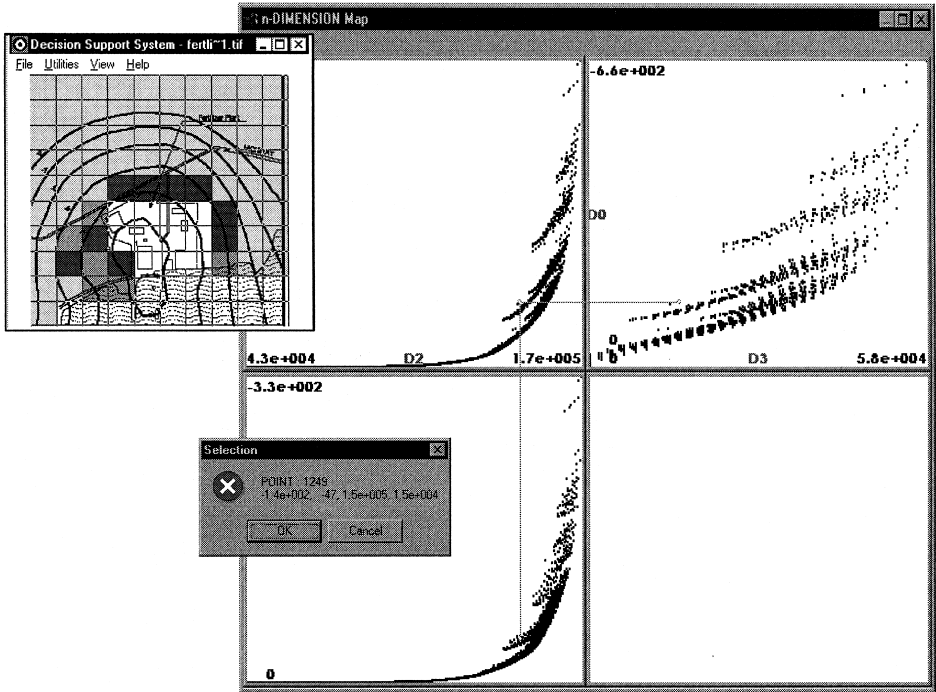 n-DIMENSION Map
Decision Support System - fertli~1.tif
File Utilities View Help
Fertilizer Plant
-6.6e+002
D0
0
0
4.3e+004 D2 1.7e+005
D3 5.8e+004
-3.3e+002
Selection
POINT 1249
-1.4e+002, -47, 1.5e+005, 1.5e+004
OK Cancel
0